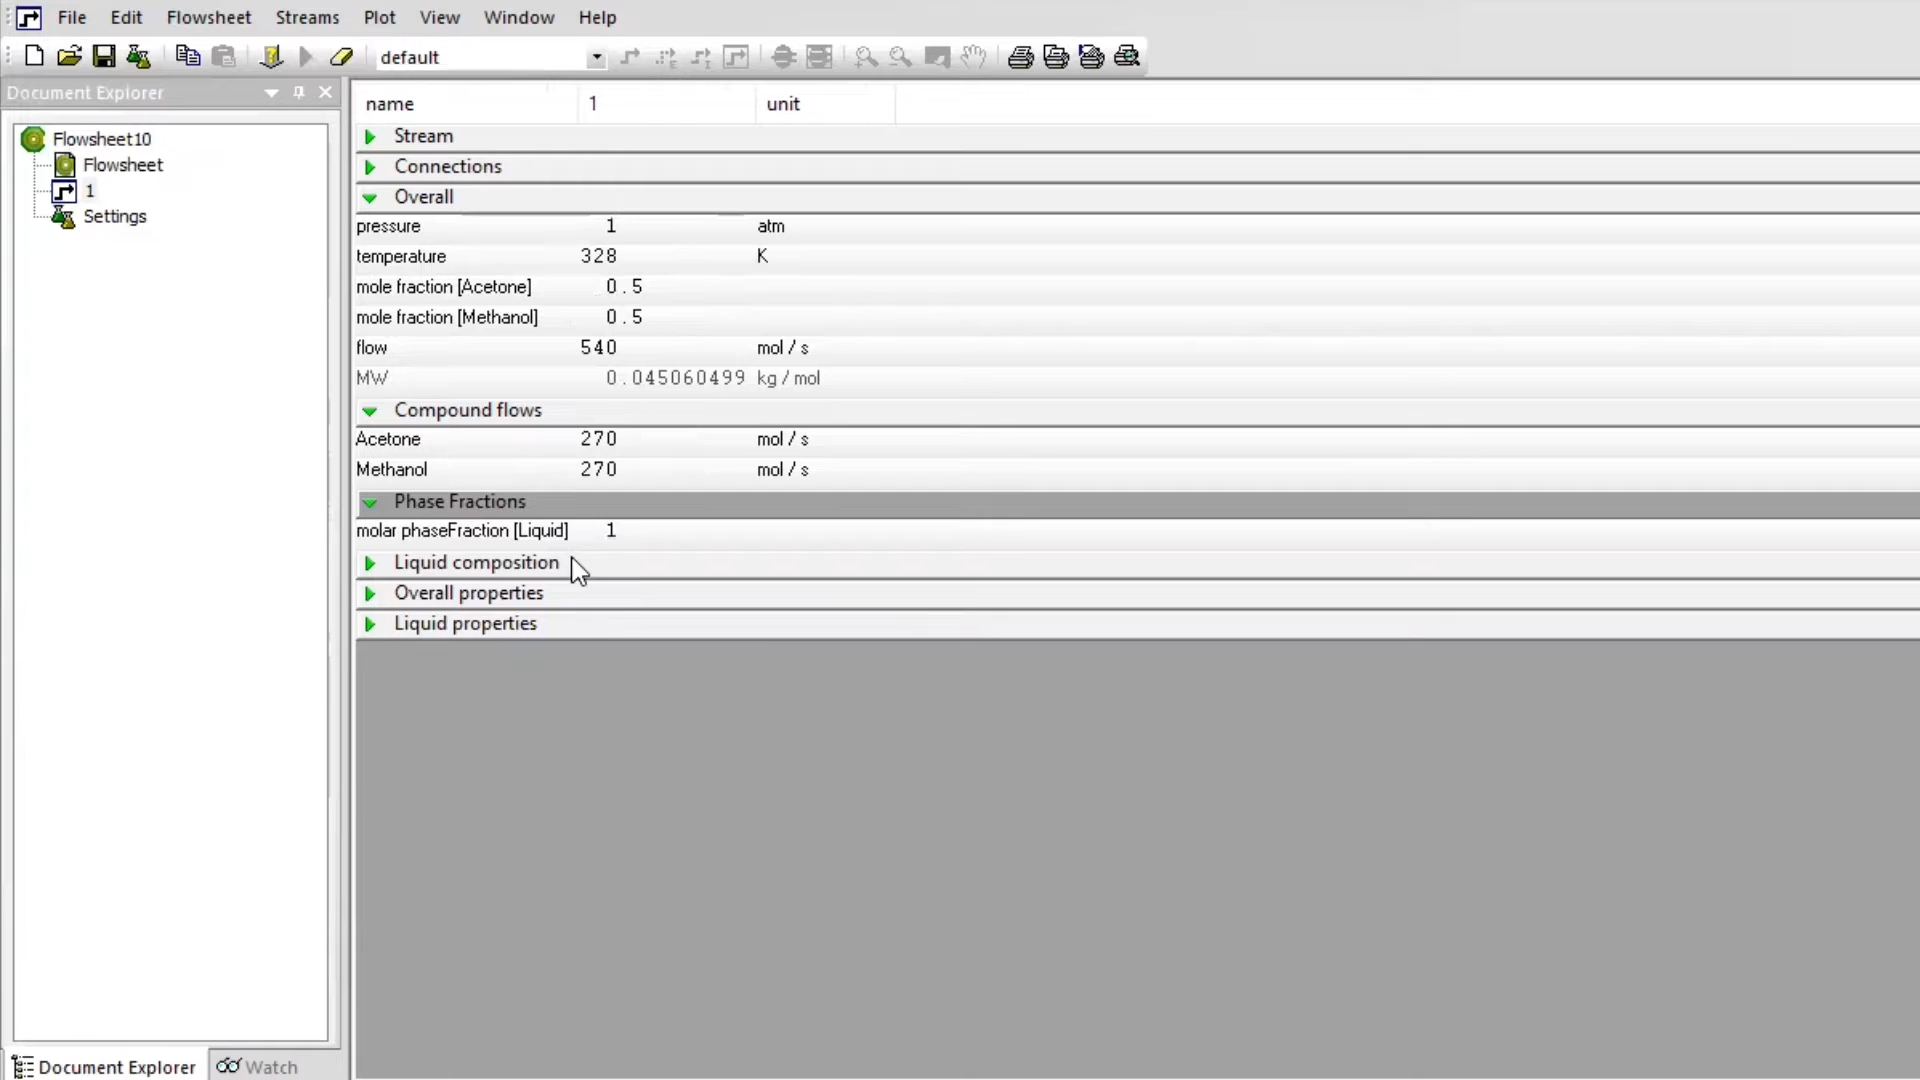 File Edit Flowsheet Streams Plot View Window Help
default
Document Explorer
Flowsheet10
Flowsheet
1
Settings
name 1 unit
Stream
Connections
Overall
pressure 1 atm
temperature 328 K
mole fraction [Acetone] 0.5
mole fraction [Methanol] 0.5
flow 540 mol / s
MW 0.045060499 kg / mol
Compound flows
Acetone 270 mol / s
Methanol 270 mol / s
Phase Fractions
molar phaseFraction [Liquid] 1
Liquid composition
Overall properties
Liquid properties
Document Explorer Watch